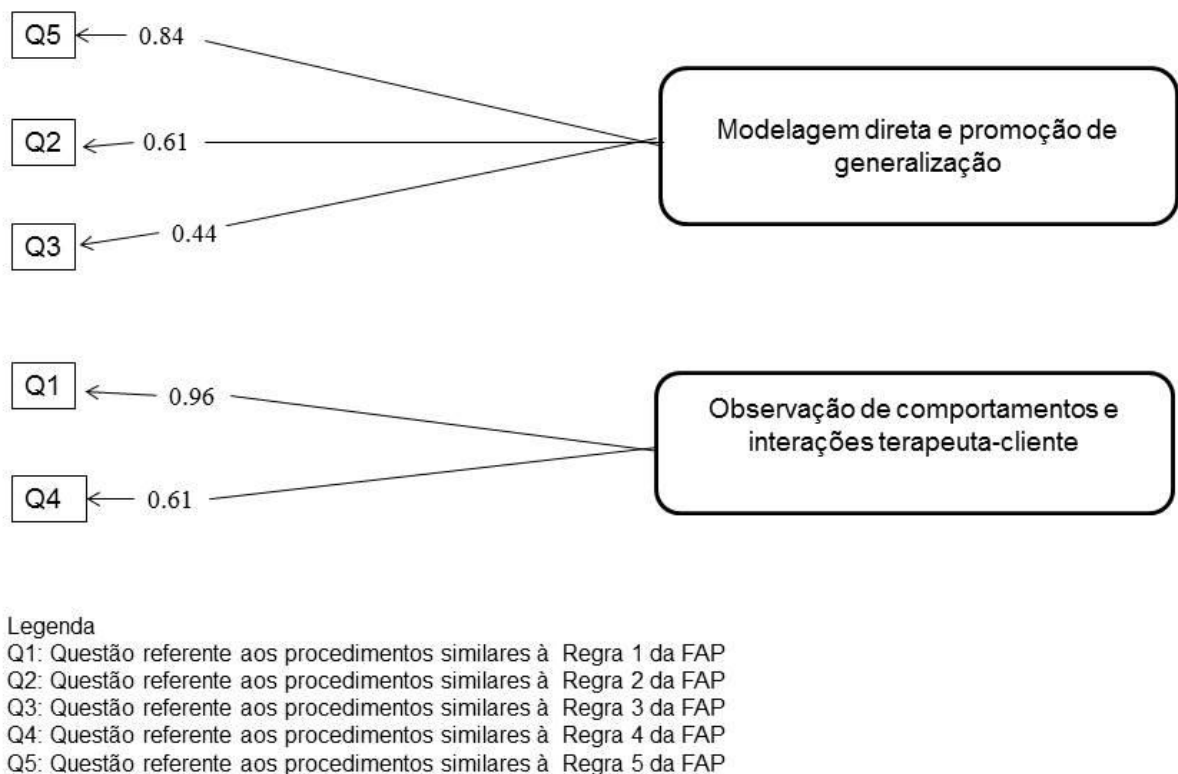 Q5
0.84
Q2
0.61
Q3
0.44
Modelagem direta e promoção de
generalização
Q1
0.96
Q4
0.61
Observação de comportamentos e
interações terapeuta-cliente
Legenda
Q1: Questão referente aos procedimentos similares à Regra 1 da FAP
Q2: Questão referente aos procedimentos similares à Regra 2 da FAP
Q3: Questão referente aos procedimentos similares à Regra 3 da FAP
Q4: Questão referente aos procedimentos similares à Regra 4 da FAP
Q5: Questão referente aos procedimentos similares à Regra 5 da FAP